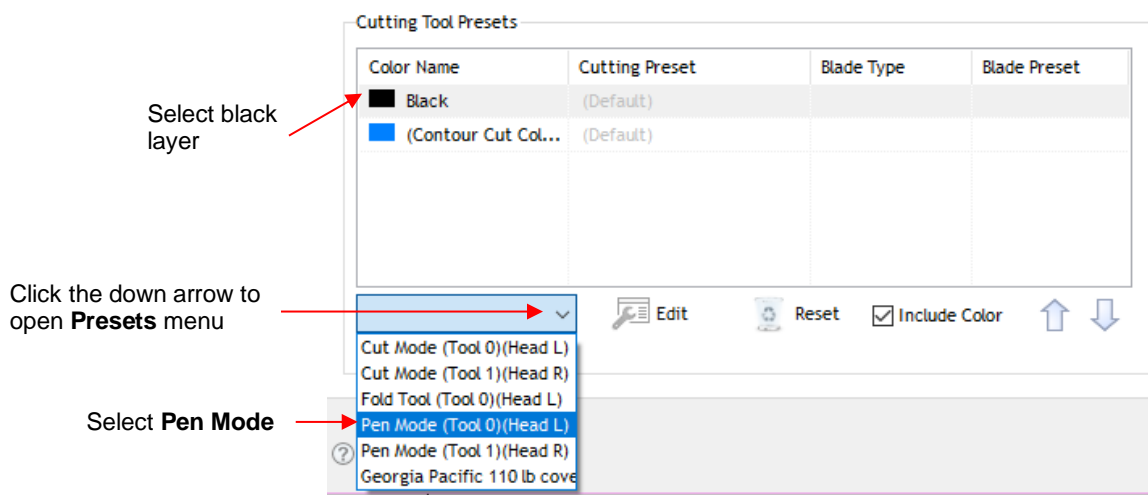 Cutting Tool Presets
Color Name Cutting Preset Blade Type Blade Preset
Black (Default)
(Contour Cut Col... (Default)
Select black
layer
Click the down arrow to
open Presets menu
Edit Reset Include Color
Cut Mode (Tool 0)(Head L)
Cut Mode (Tool 1)(Head R)
Fold Tool (Tool 0)(Head L)
Select Pen Mode
Pen Mode (Tool 0)(Head L)
? Pen Mode (Tool 1)(Head R)
Georgia Pacific 110 lb cove